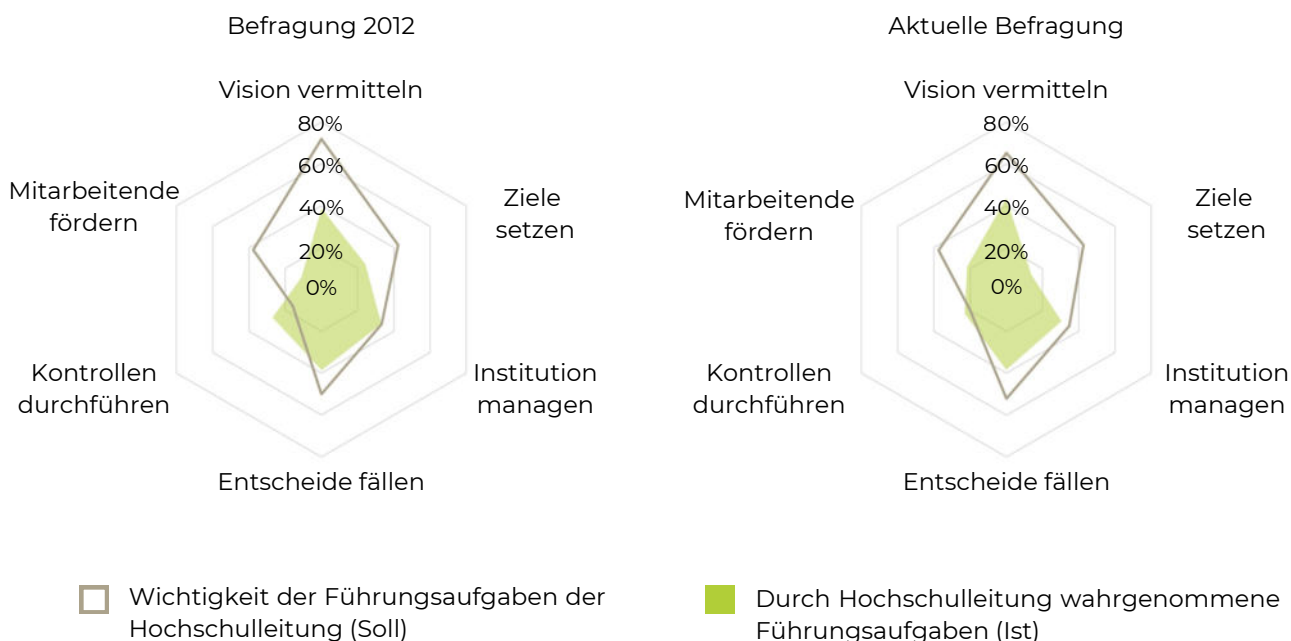 Befragung 2012
Vision vermitteln
80%
60%
40%
20%
0%
Mitarbeitende
fördern
Ziele
setzen
Kontrollen
durchführen
Institution
managen
Entscheide fällen
Aktuelle Befragung
Vision vermitteln
80%
60%
40%
20%
0%
Mitarbeitende
fördern
Ziele
setzen
Kontrollen
durchführen
Institution
managen
Entscheide fällen
Wichtigkeit der Führungsaufgaben der
Hochschulleitung (Soll)
Durch Hochschulleitung wahrgenommene
Führungsaufgaben (Ist)